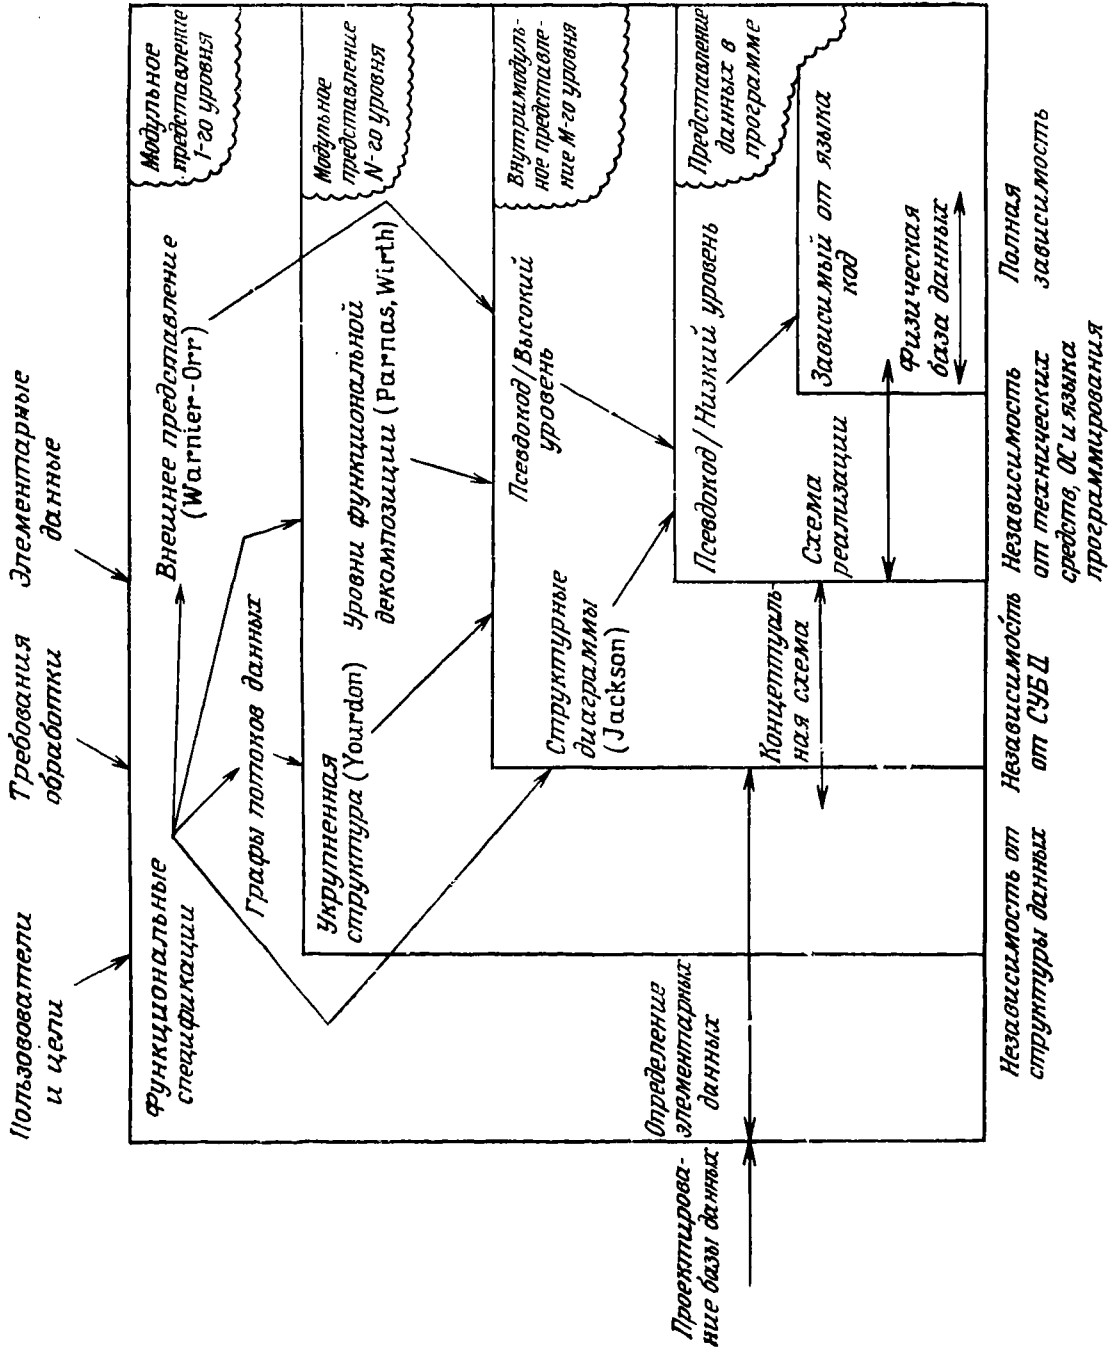 Пользователи
и цели
Требования
обработки
Элементарные
данные
Функциональные
спецификации
Внешнее представление
(Warnier-Orr)
Модульное
представление
1-го уровня
Графы потоков данных
Укрупненная
структура (Yourdon)
Уровни функциональной
декомпозиции (Parnas, Wirth)
Модульное
представление
N-го уровня
Псевдокод/Высокий
уровень
Внутримодуль-
ное представле-
ние М-го уровня
Структурные
диаграммы
(Jackson)
Псевдокод/Низкий уровень
Представление
данных в
программе
Проектирова-
ние базы данных
Определение
элементарных
данных
Концептуаль
ная схема
Схема
реализации
Зависимый от языка
код
Физическая
база данных
Независимость от
структуры данных
Независимость
от СУБД
Независимость
от технических
средств, ОС и языка
программирования
Полная
зависимость